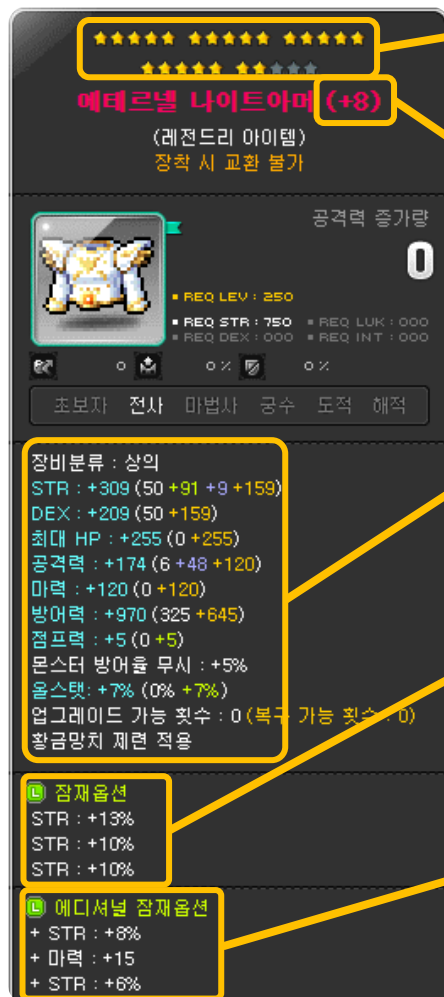 에테르넬 나이트아머 (+8)
(레전드리 아이템)
장착 시 교환 불가
공격력 증가량
0
REQ LEV : 250
REQ STR : 750 REQ LUK : 000
REQ DEX : 000 REQ INT : 000
0 0% 0%
초보자 전사 마법사 궁수 도적 해적
장비분류 : 상의
STR : +309 (50 +91 +9 +159)
DEX : +209 (50 +159)
최대 HP : +255 (0 +255)
공격력 : +174 (6 +48 +120)
마력 : +120 (0 +120)
방어력 : +970 (325 +645)
점프력 : +5 (0 +5)
몬스터 방어율 무시 : +5%
올스탯: +7% (0% +7%)
업그레이드 가능 횟수 : 0 (복구 가능 횟수 : 0)
황금망치 제련 적용
L 잠재옵션
STR : +13%
STR : +10%
STR : +10%
L 에디셔널 잠재옵션
+ STR : +8%
+ 마력 : +15
+ STR : +6%